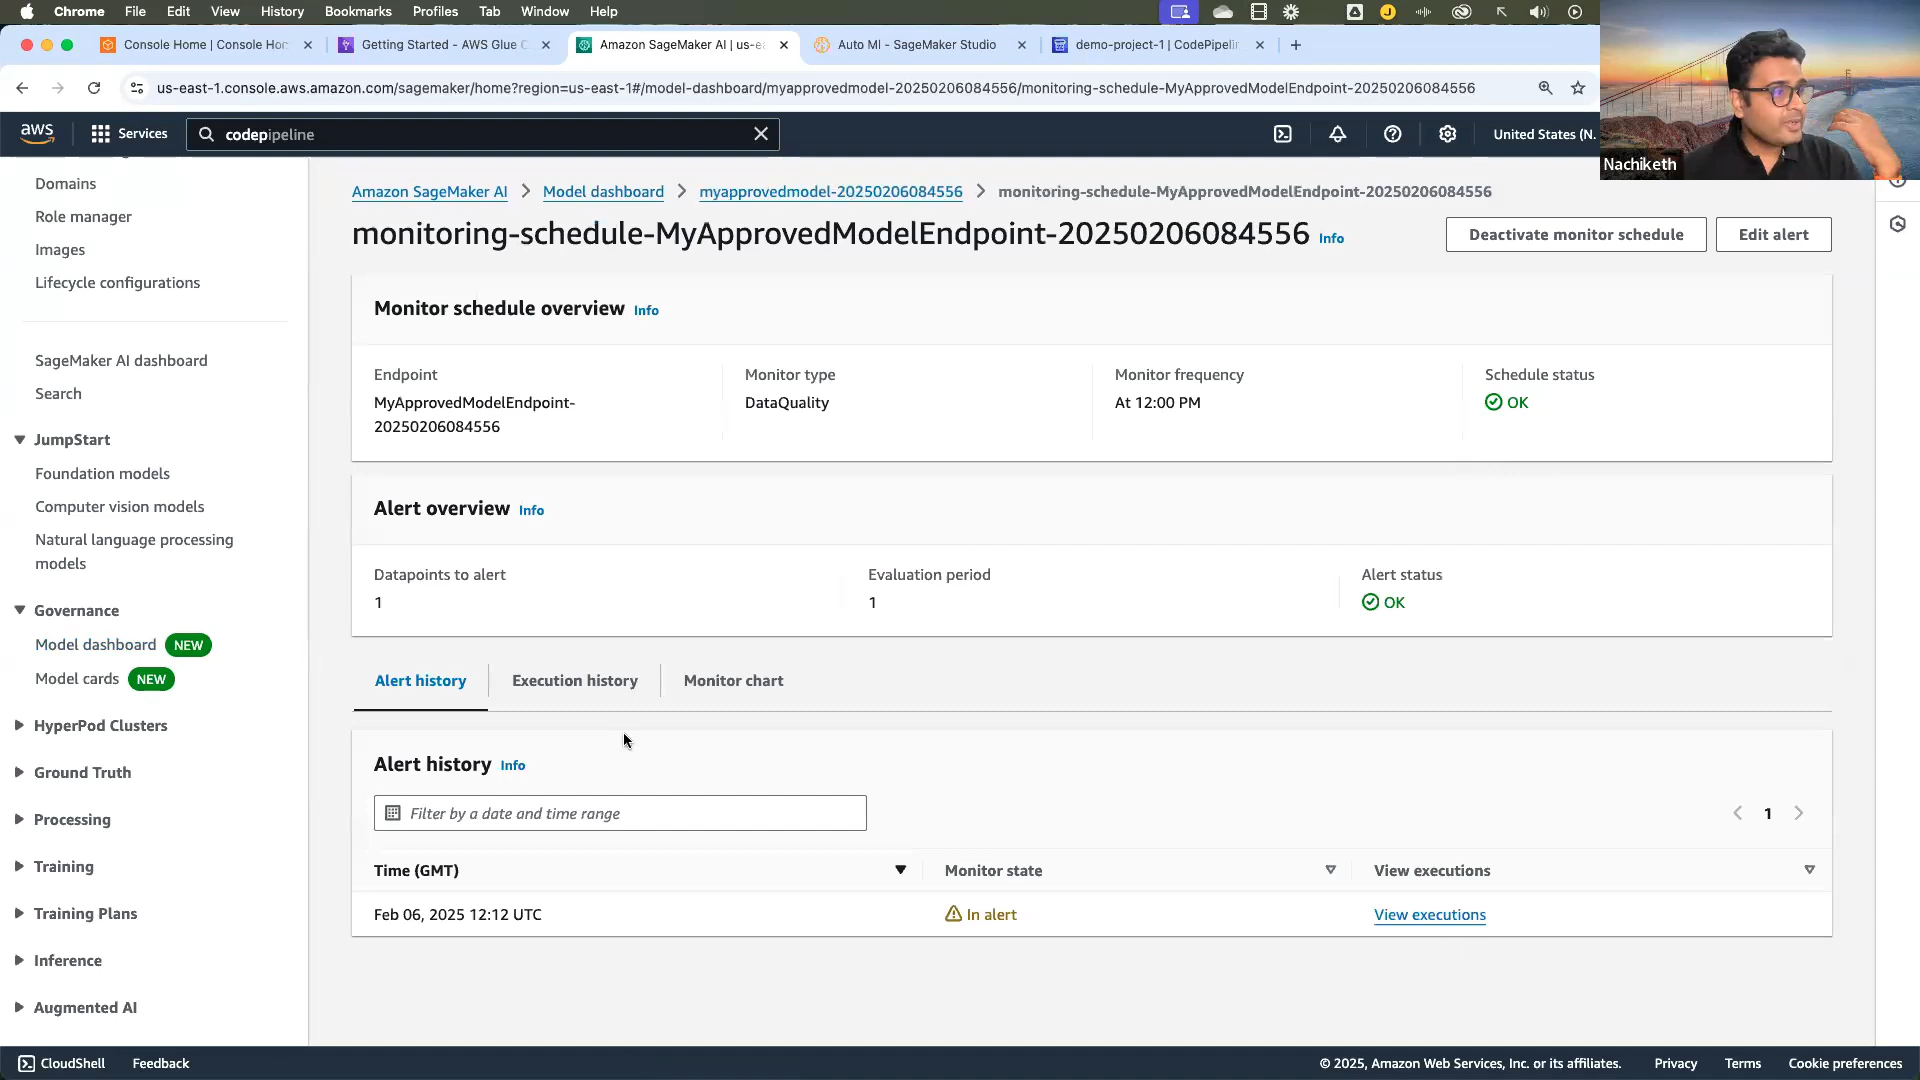 Chrome File Edit View History Bookmarks Profiles Tab Window Help
Console Home | Console Ho
Getting Started - AWS Glue
Amazon SageMaker AI | us-e
Auto Ml - SageMaker Studio
demo-project-1 | CodePipeli
us-east-1.console.aws.amazon.com/sagemaker/home?region=us-east-1#/model-dashboard/myapprovedmodel-20250206084556/monitoring-schedule-MyApprovedModelEndpoint-20250206084556
aws Services codepipeline United States (N.
Nachiketh
Domains
Role manager
Images
Lifecycle configurations
SageMaker AI dashboard
Search
JumpStart
Foundation models
Computer vision models
Natural language processing
models
Governance
Model dashboard NEW
Model cards NEW
HyperPod Clusters
Ground Truth
Processing
Training
Training Plans
Inference
Augmented AI
Amazon SageMaker AI > Model dashboard > myapprovedmodel-20250206084556 > monitoring-schedule-MyApprovedModelEndpoint-20250206084556
monitoring-schedule-MyApprovedModelEndpoint-20250206084556 Info
Deactivate monitor schedule Edit alert
Monitor schedule overview Info
Endpoint
MyApprovedModelEndpoint-
20250206084556
Monitor type
DataQuality
Monitor frequency
At 12:00 PM
Schedule status
OK
Alert overview Info
Datapoints to alert
1
Evaluation period
1
Alert status
OK
Alert history Execution history Monitor chart
Alert history Info
Filter by a date and time range
1
Time (GMT) Monitor state View executions
Feb 06, 2025 12:12 UTC In alert View executions
CloudShell Feedback © 2025, Amazon Web Services, Inc. or its affiliates. Privacy Terms Cookie preferences